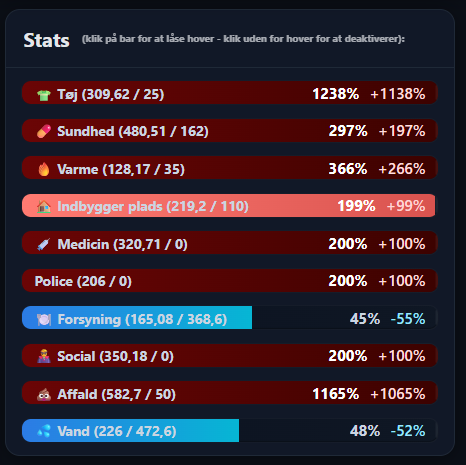 Stats (klik på bar for at låse hover - klik uden for hover for at deaktiverer):
Tøj (309,62 / 25) 1238% +1138%
Sundhed (480,51 / 162) 297% +197%
Varme (128,17 / 35) 366% +266%
Indbygger plads (219,2 / 110) 199% +99%
Medicin (320,71 / 0) 200% +100%
Police (206 / 0) 200% +100%
Forsyning (165,08 / 368,6) 45% -55%
Social (350,18 / 0) 200% +100%
Affald (582,7 / 50) 1165% +1065%
Vand (226 / 472,6) 48% -52%